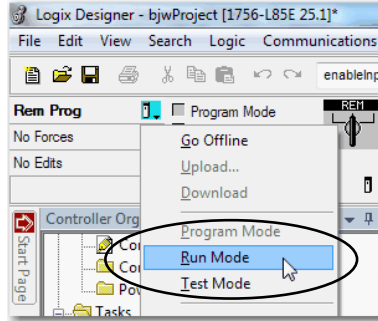 Logix Designer - bjwProject [1756-L85E 25.1]*
File Edit View Search Logic Communications
enableInp
Rem Prog Program Mode REM
No Forces Go Offline
No Edits Upload...
Download
Controller Org
Program Mode
Run Mode
Test Mode
Start Page
Tasks